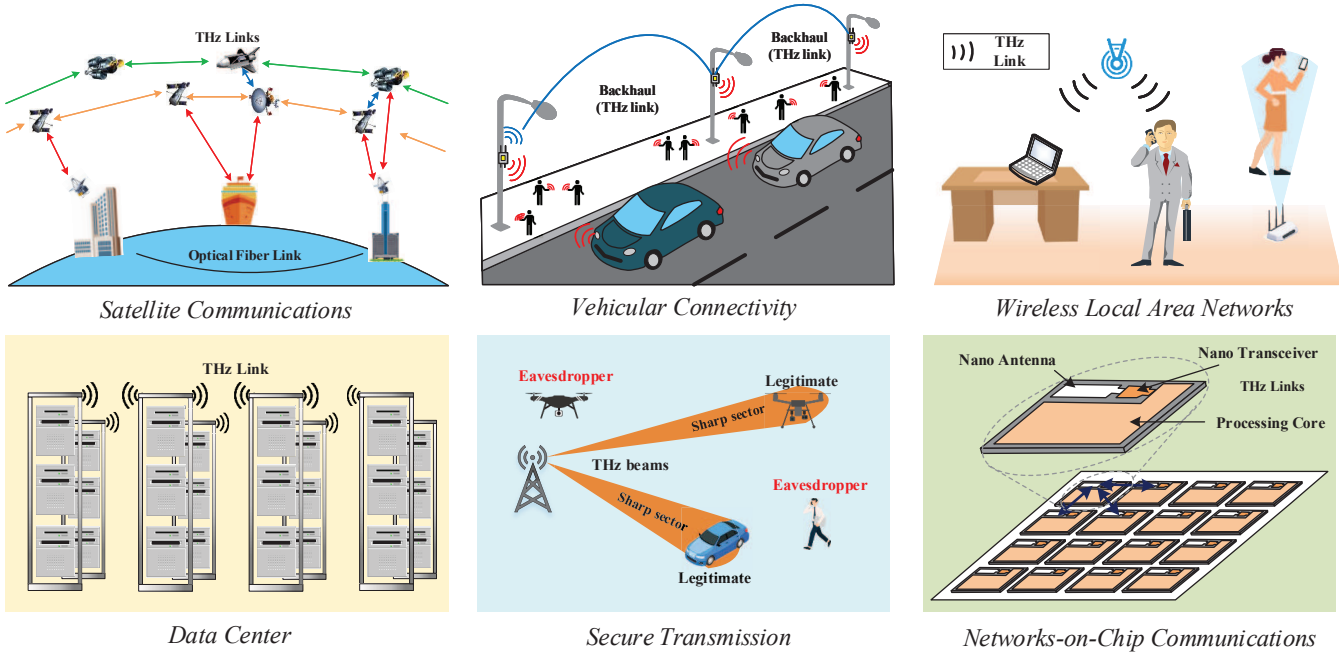 THz Links
Optical Fiber Link
Satellite Communications
Backhaul
(THz link)
Backhaul
(THz link)
Vehicular Connectivity
THz
Link
Wireless Local Area Networks
THz Link
Data Center
Eavesdropper
Legitimate
Sharp sector
THz beams
Sharp sector
Eavesdropper
Legitimate
Secure Transmission
Nano Antenna
Nano Transceiver
THz Links
Processing Core
Networks-on-Chip Communications